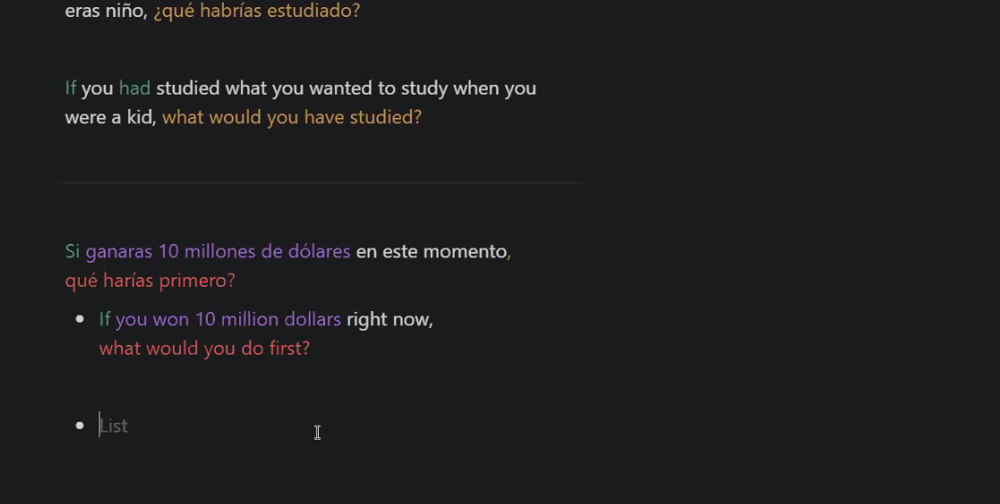 eras niño, ¿qué habrías estudiado?
If you had studied what you wanted to study when you
were a kid, what would you have studied?
Si ganaras 10 millones de dólares en este momento,
qué harías primero?
If you won 10 million dollars right now,
what would you do first?
List